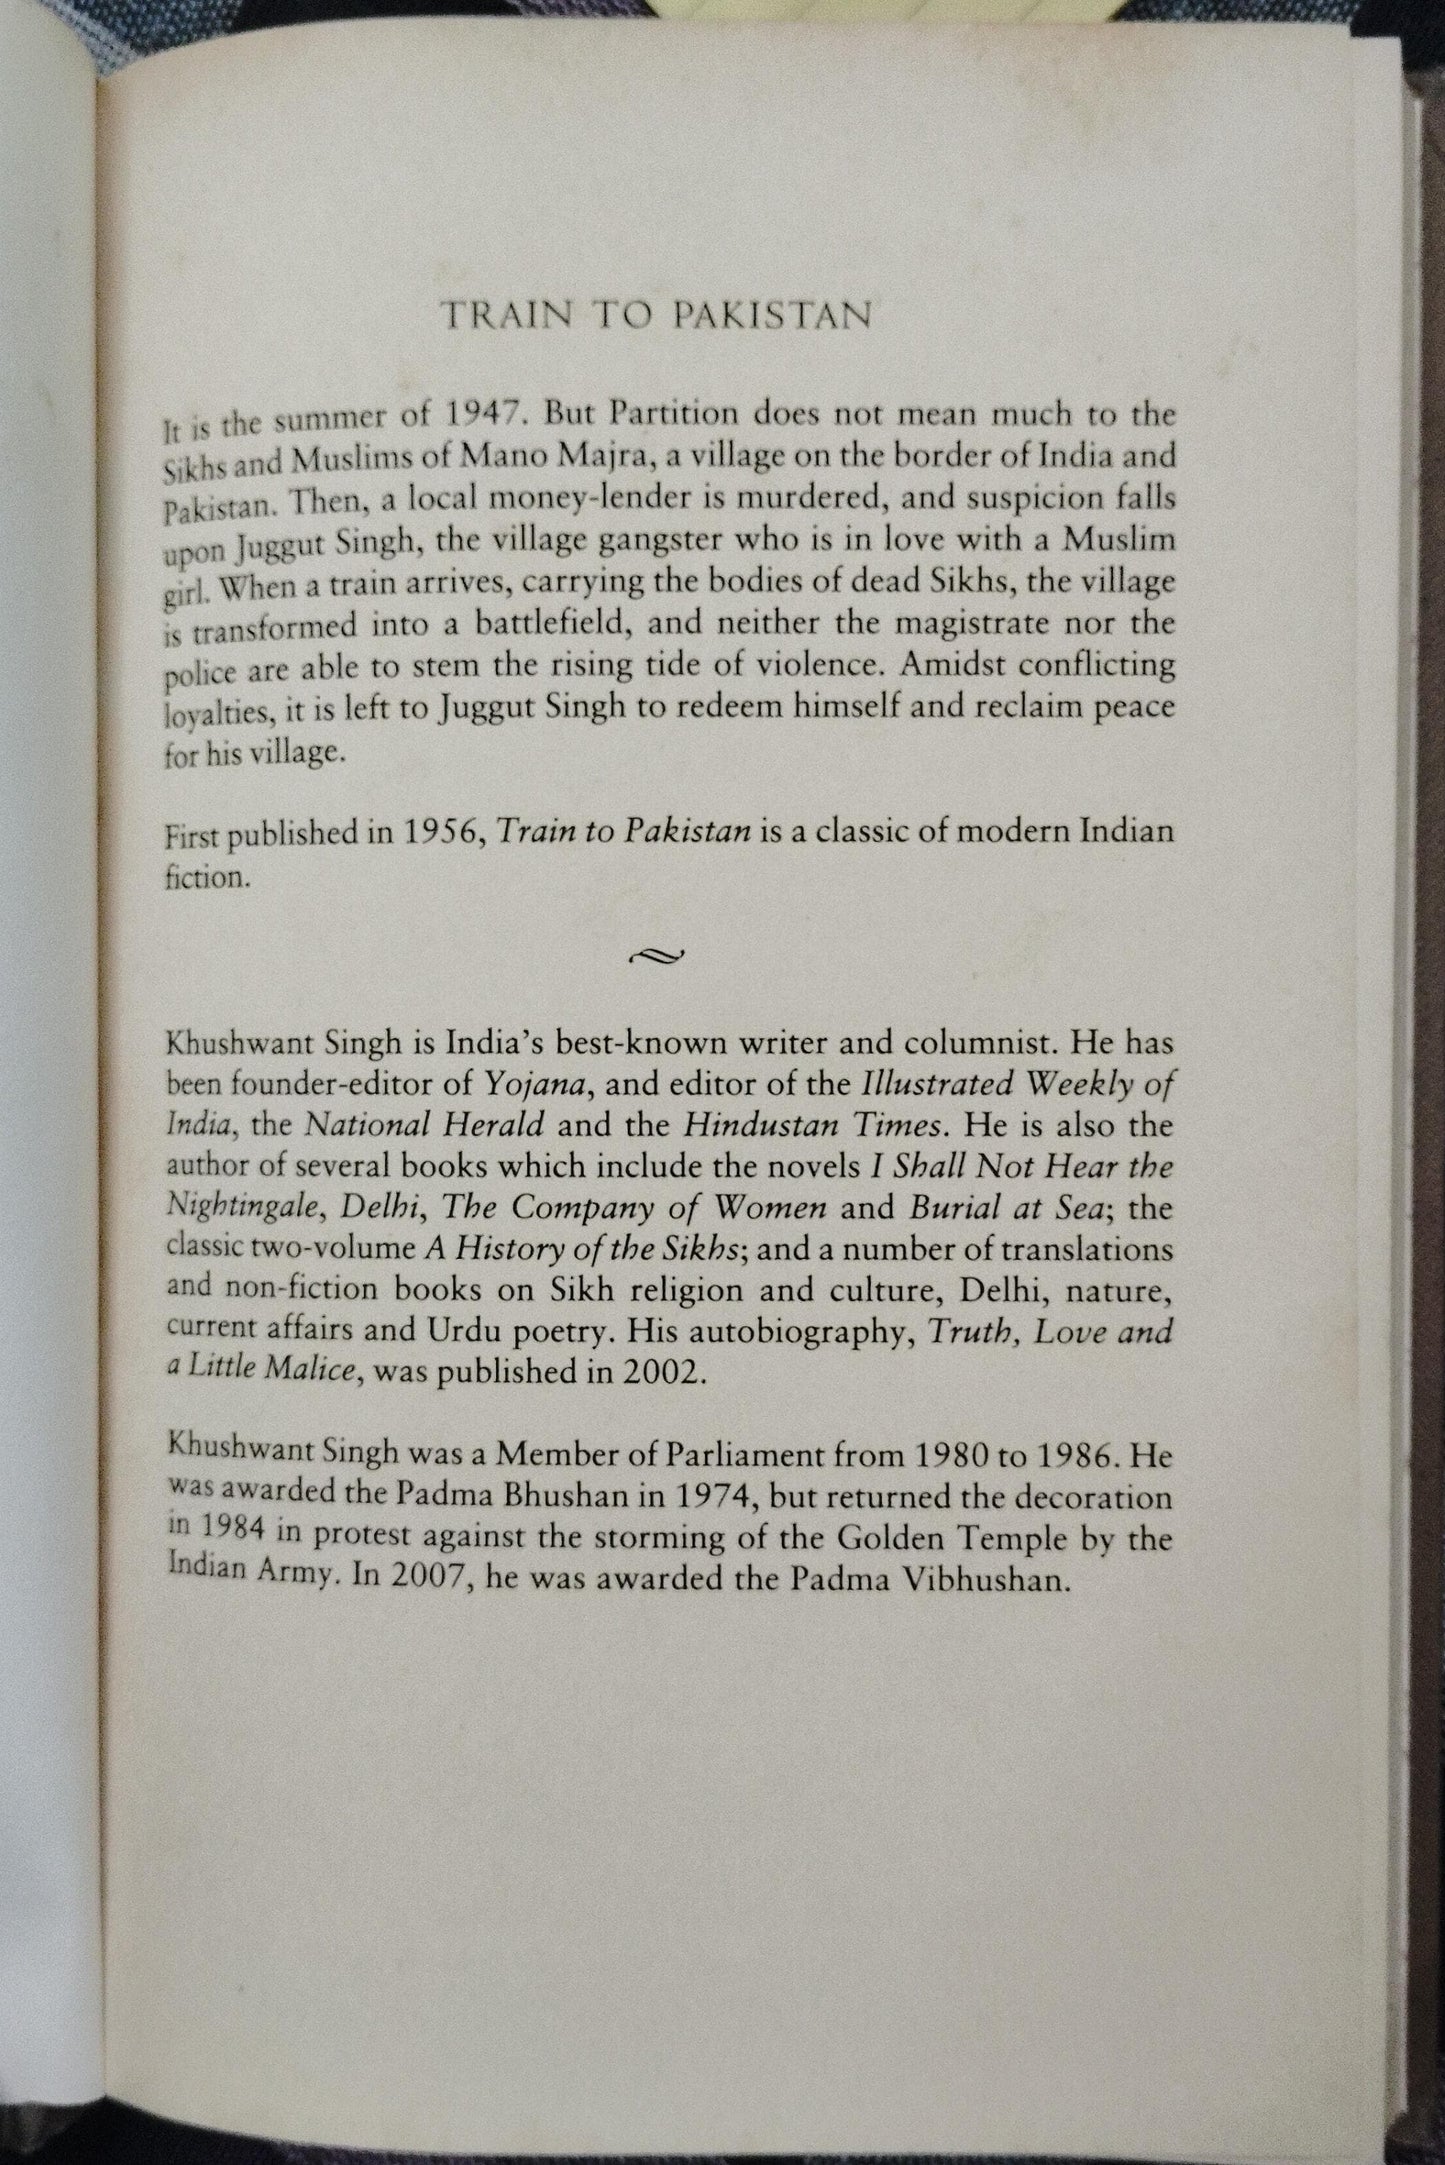 TRAIN TO PAKISTAN
It is the summer of 1947. But Partition does not mean much to the
Sikhs and Muslims of Mano Majra, a village on the border of India and
Pakistan. Then, a local money-lender is murdered, and suspicion falls
upon Juggut Singh, the village gangster who is in love with a Muslim
girl. When a train arrives, carrying the bodies of dead Sikhs, the village
is transformed into a battlefield, and neither the magistrate nor the
police are able to stem the rising tide of violence. Amidst conflicting
loyalties, it is left to Juggut Singh to redeem himself and reclaim peace
for his village.
First published in 1956, Train to Pakistan is a classic of modern Indian
fiction.
Khushwant Singh is India's best-known writer and columnist. He has
been founder-editor of Yojana, and editor of the Illustrated Weekly of
India, the National Herald and the Hindustan Times. He is also the
author of several books which include the novels I Shall Not Hear the
Nightingale, Delhi, The Company of Women and Burial at Sea; the
classic two-volume A History of the Sikhs; and a number of translations
and non-fiction books on Sikh religion and culture, Delhi, nature,
current affairs and Urdu poetry. His autobiography, Truth, Love and
a Little Malice, was published in 2002.
Khushwant Singh was a Member of Parliament from 1980 to 1986. He
was awarded the Padma Bhushan in 1974, but returned the decoration
in 1984 in protest against the storming of the Golden Temple by the
Indian Army. In 2007, he was awarded the Padma Vibhushan.